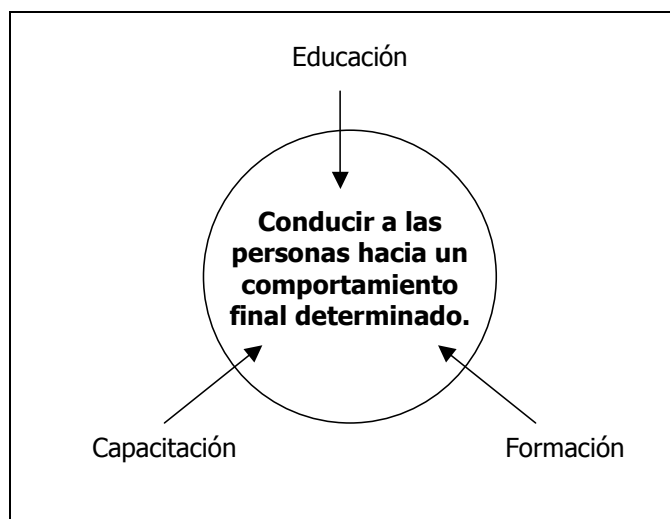 Educación
Conducir a las
personas hacia un
comportamiento
final determinado.
Capacitación
Formación